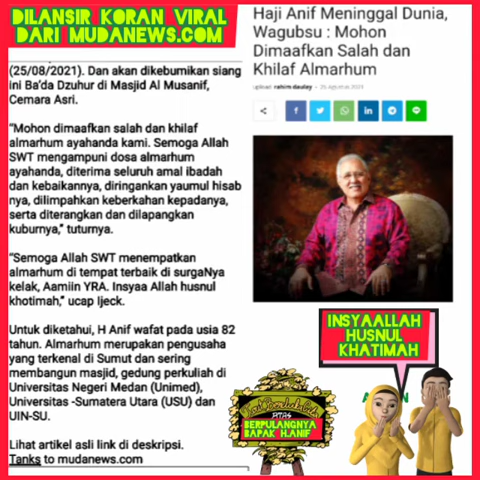 DILANSIR KORAN VIRAL
DARI MUDANEWS.COM
(25/08/2021). Dan akan dikebumikan siang
ini Ba'da Dzuhur di Masjid Al Musanif,
Cemara Asri.
“Mohon dimaafkan salah dan khilaf
almarhum ayahanda kami. Semoga Allah
SWT mengampuni dosa almarhum
ayahanda, diterima seluruh amal ibadah
dan kebaikannya, diringankan yaumul hisab
nya, dilimpahkan keberkahan kepadanya,
serta diterangkan dan dilapangkan
kuburnya,” tuturnya.
“Semoga Allah SWT menempatkan
almarhum di tempat terbaik di surgaNya
kelak, Aamiin YRA. Insyaa Allah husnul
khotimah,” ucap Ijeck.
Untuk diketahui, H Anif wafat pada usia 82
tahun. Almarhum merupakan pengusaha
yang terkenal di Sumut dan sering
membangun masjid, gedung perkuliah di
Universitas Negeri Medan (Unimed),
Universitas -Sumatera Utara (USU) dan
UIN-SU.
Lihat artikel asli link di deskripsi.
Tanks to mudanews.com
Haji Anif Meninggal Dunia,
Wagubsu : Mohon
Dimaafkan Salah dan
Khilaf Almarhum
upload rahim daulay - 25 Agustus 2021
INSYAALLAH
HUSNUL
KHATIMAH
ATAS
BERPULANGNYA
BAPAK H.ANIF